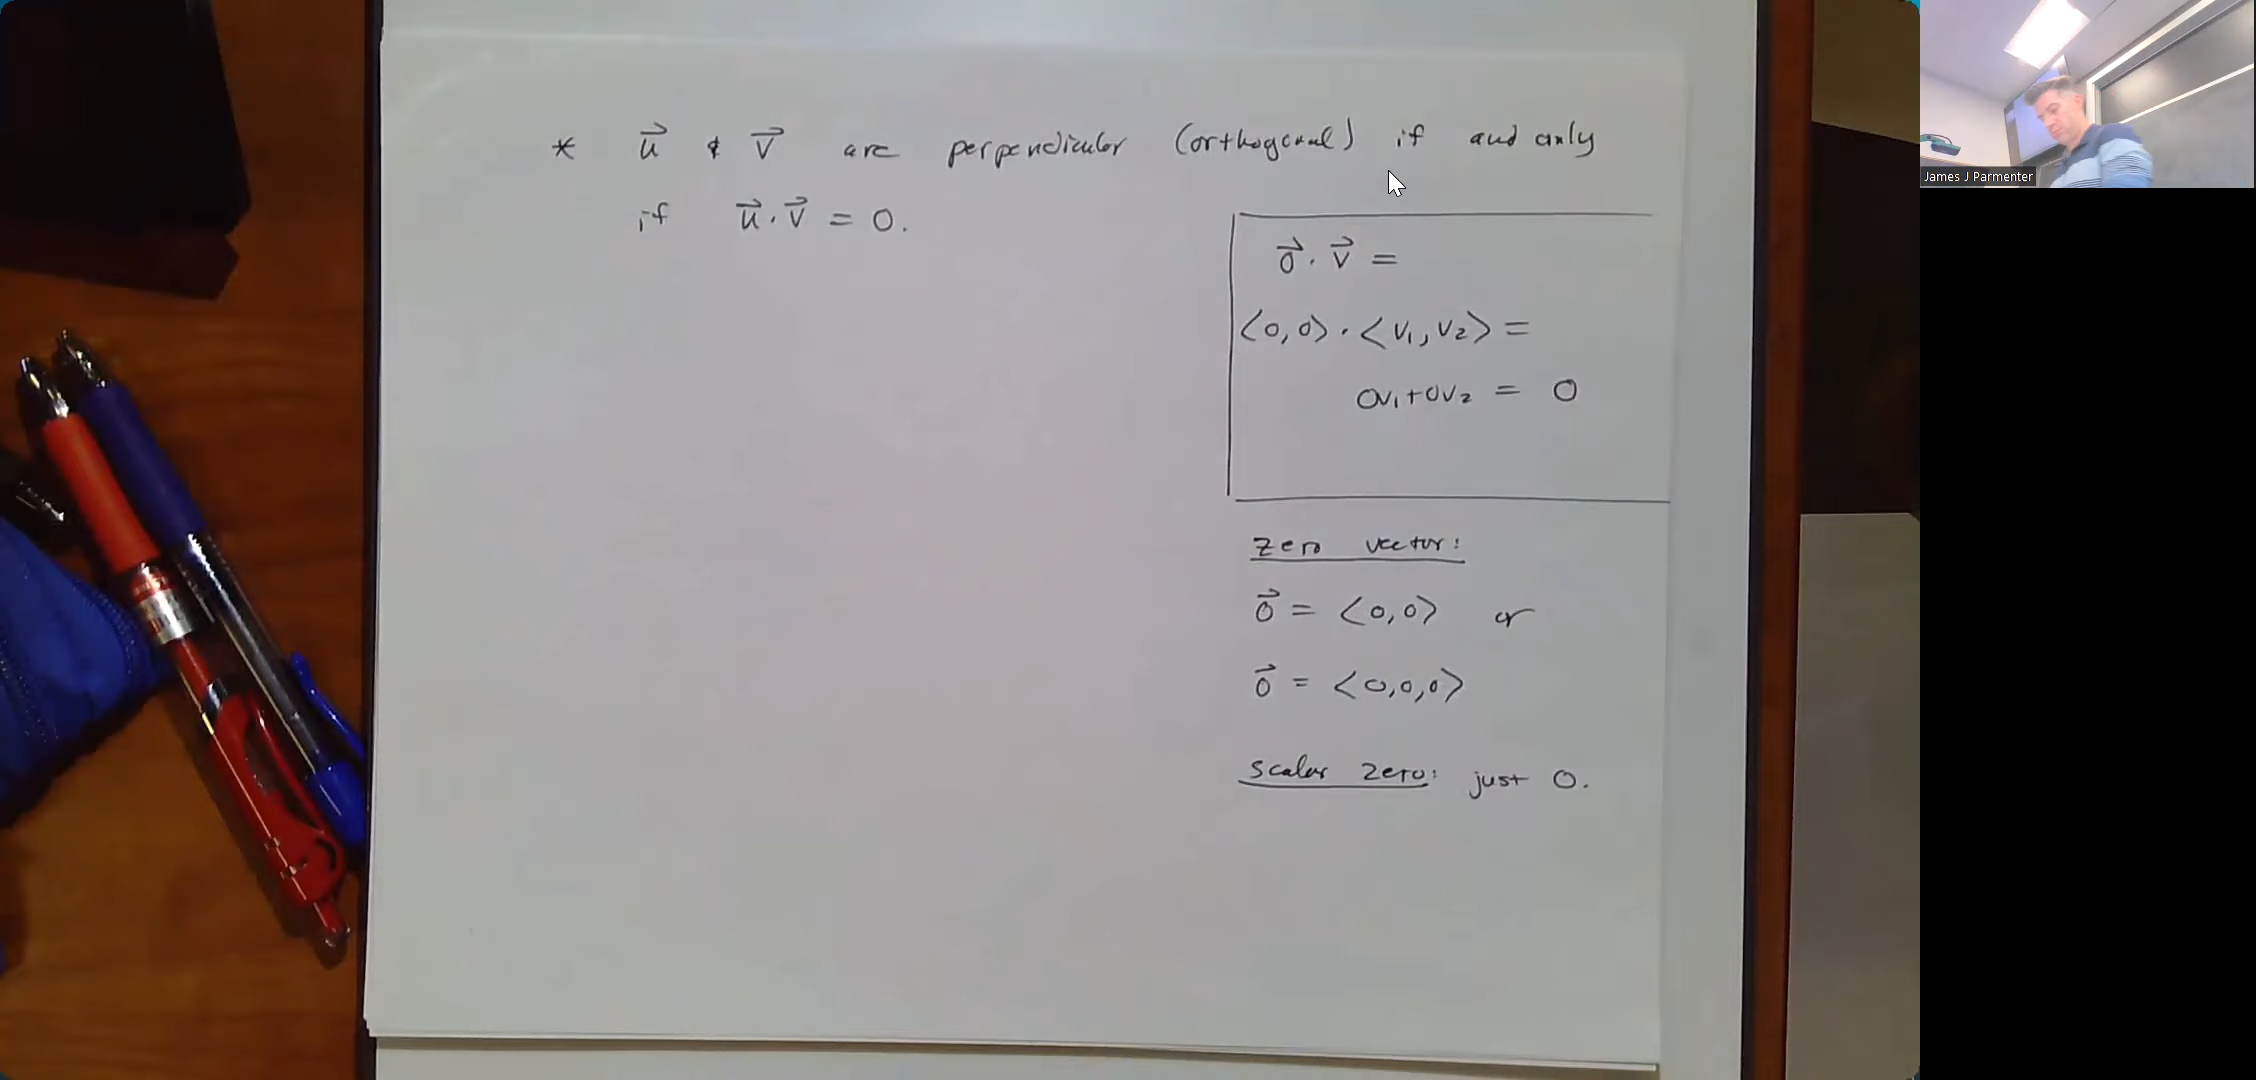 * u⃗ & v⃗ are perpendicular (orthogonal) if and only
if u⃗ · v⃗ = 0.
0⃗ · v⃗ =
⟨0,0⟩ · ⟨v₁, v₂⟩ =
0v₁+0v₂ = 0
Zero vector:
0⃗ = ⟨0,0⟩ or
0⃗ = ⟨0,0,0⟩
Scalar zero: just 0.
James J Parmenter